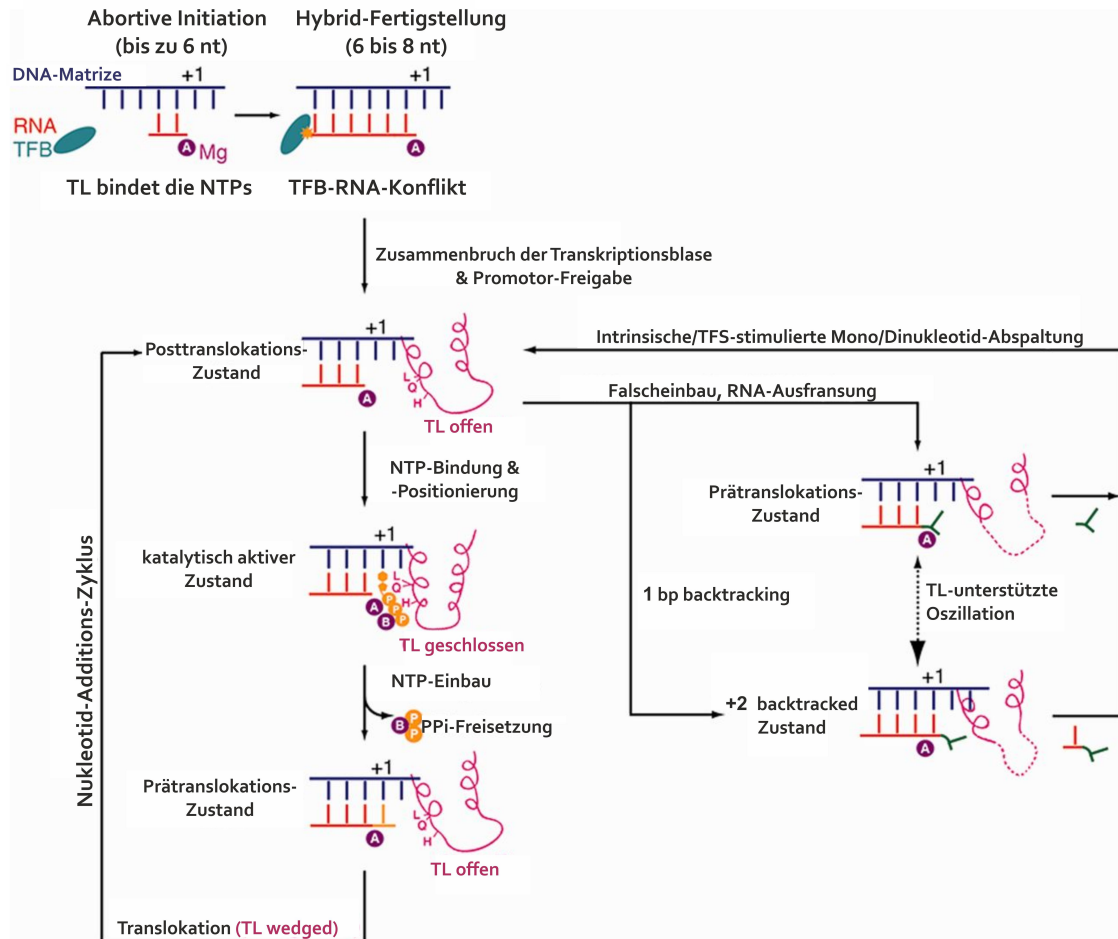 Abortive Initiation
(bis zu 6 nt)
Hybrid-Fertigstellung
(6 bis 8 nt)
DNA-Matrize
+1
+1
RNA
TFB
A
Mg
A
TL bindet die NTPs
TFB-RNA-Konflikt
Zusammenbruch der Transkriptionsblase
& Promotor-Freigabe
Posttranslokations-
Zustand
+1
L
Q
H
A
TL offen
Intrinsische/TFS-stimulierte Mono/Dinukleotid-Abspaltung
Falscheinbau, RNA-Ausfransung
NTP-Bindung &
-Positionierung
Prätranslokations-
Zustand
+1
A
katalytisch aktiver
Zustand
+1
L
Q
H
A
B
P
P
P
TL geschlossen
1 bp backtracking
TL-unterstützte
Oszillation
NTP-Einbau
B
P
P
PPi-Freisetzung
+2 backtracked
Zustand
+1
A
Prätranslokations-
Zustand
+1
L
Q
H
A
TL offen
Nukleotid-Additions-Zyklus
Translokation (TL wedged)